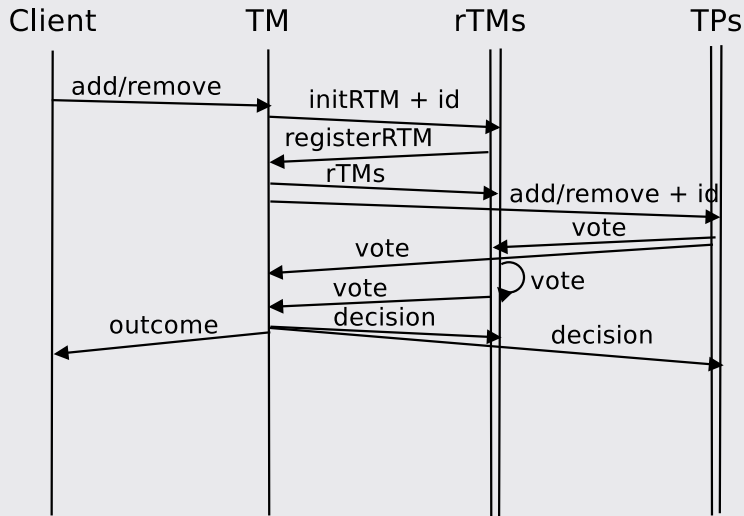 Client TM rTMs TPs
add/remove
initRTM + id
registerRTM
rTMs
add/remove + id
vote
vote
vote
vote
decision
outcome
decision